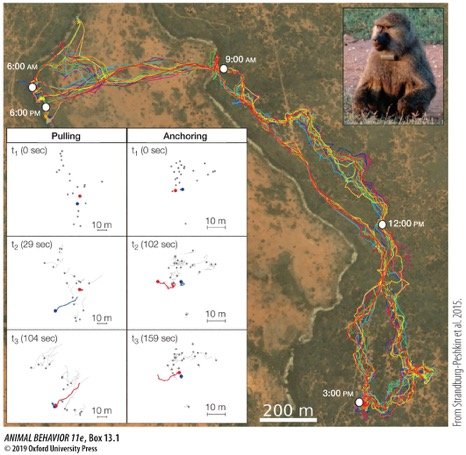 6:00 AM
9:00 AM
6:00 PM
Pulling
Anchoring
t1 (0 sec)
10 m
t1 (0 sec)
10 m
t2 (29 sec)
10 m
t2 (102 sec)
10 m
t3 (104 sec)
10 m
t3 (159 sec)
10 m
12:00 PM
3:00 PM
200 m
From Strandburg-Peshkin et al. 2015.
ANIMAL BEHAVIOR 11e, Box 13.1
© 2019 Oxford University Press